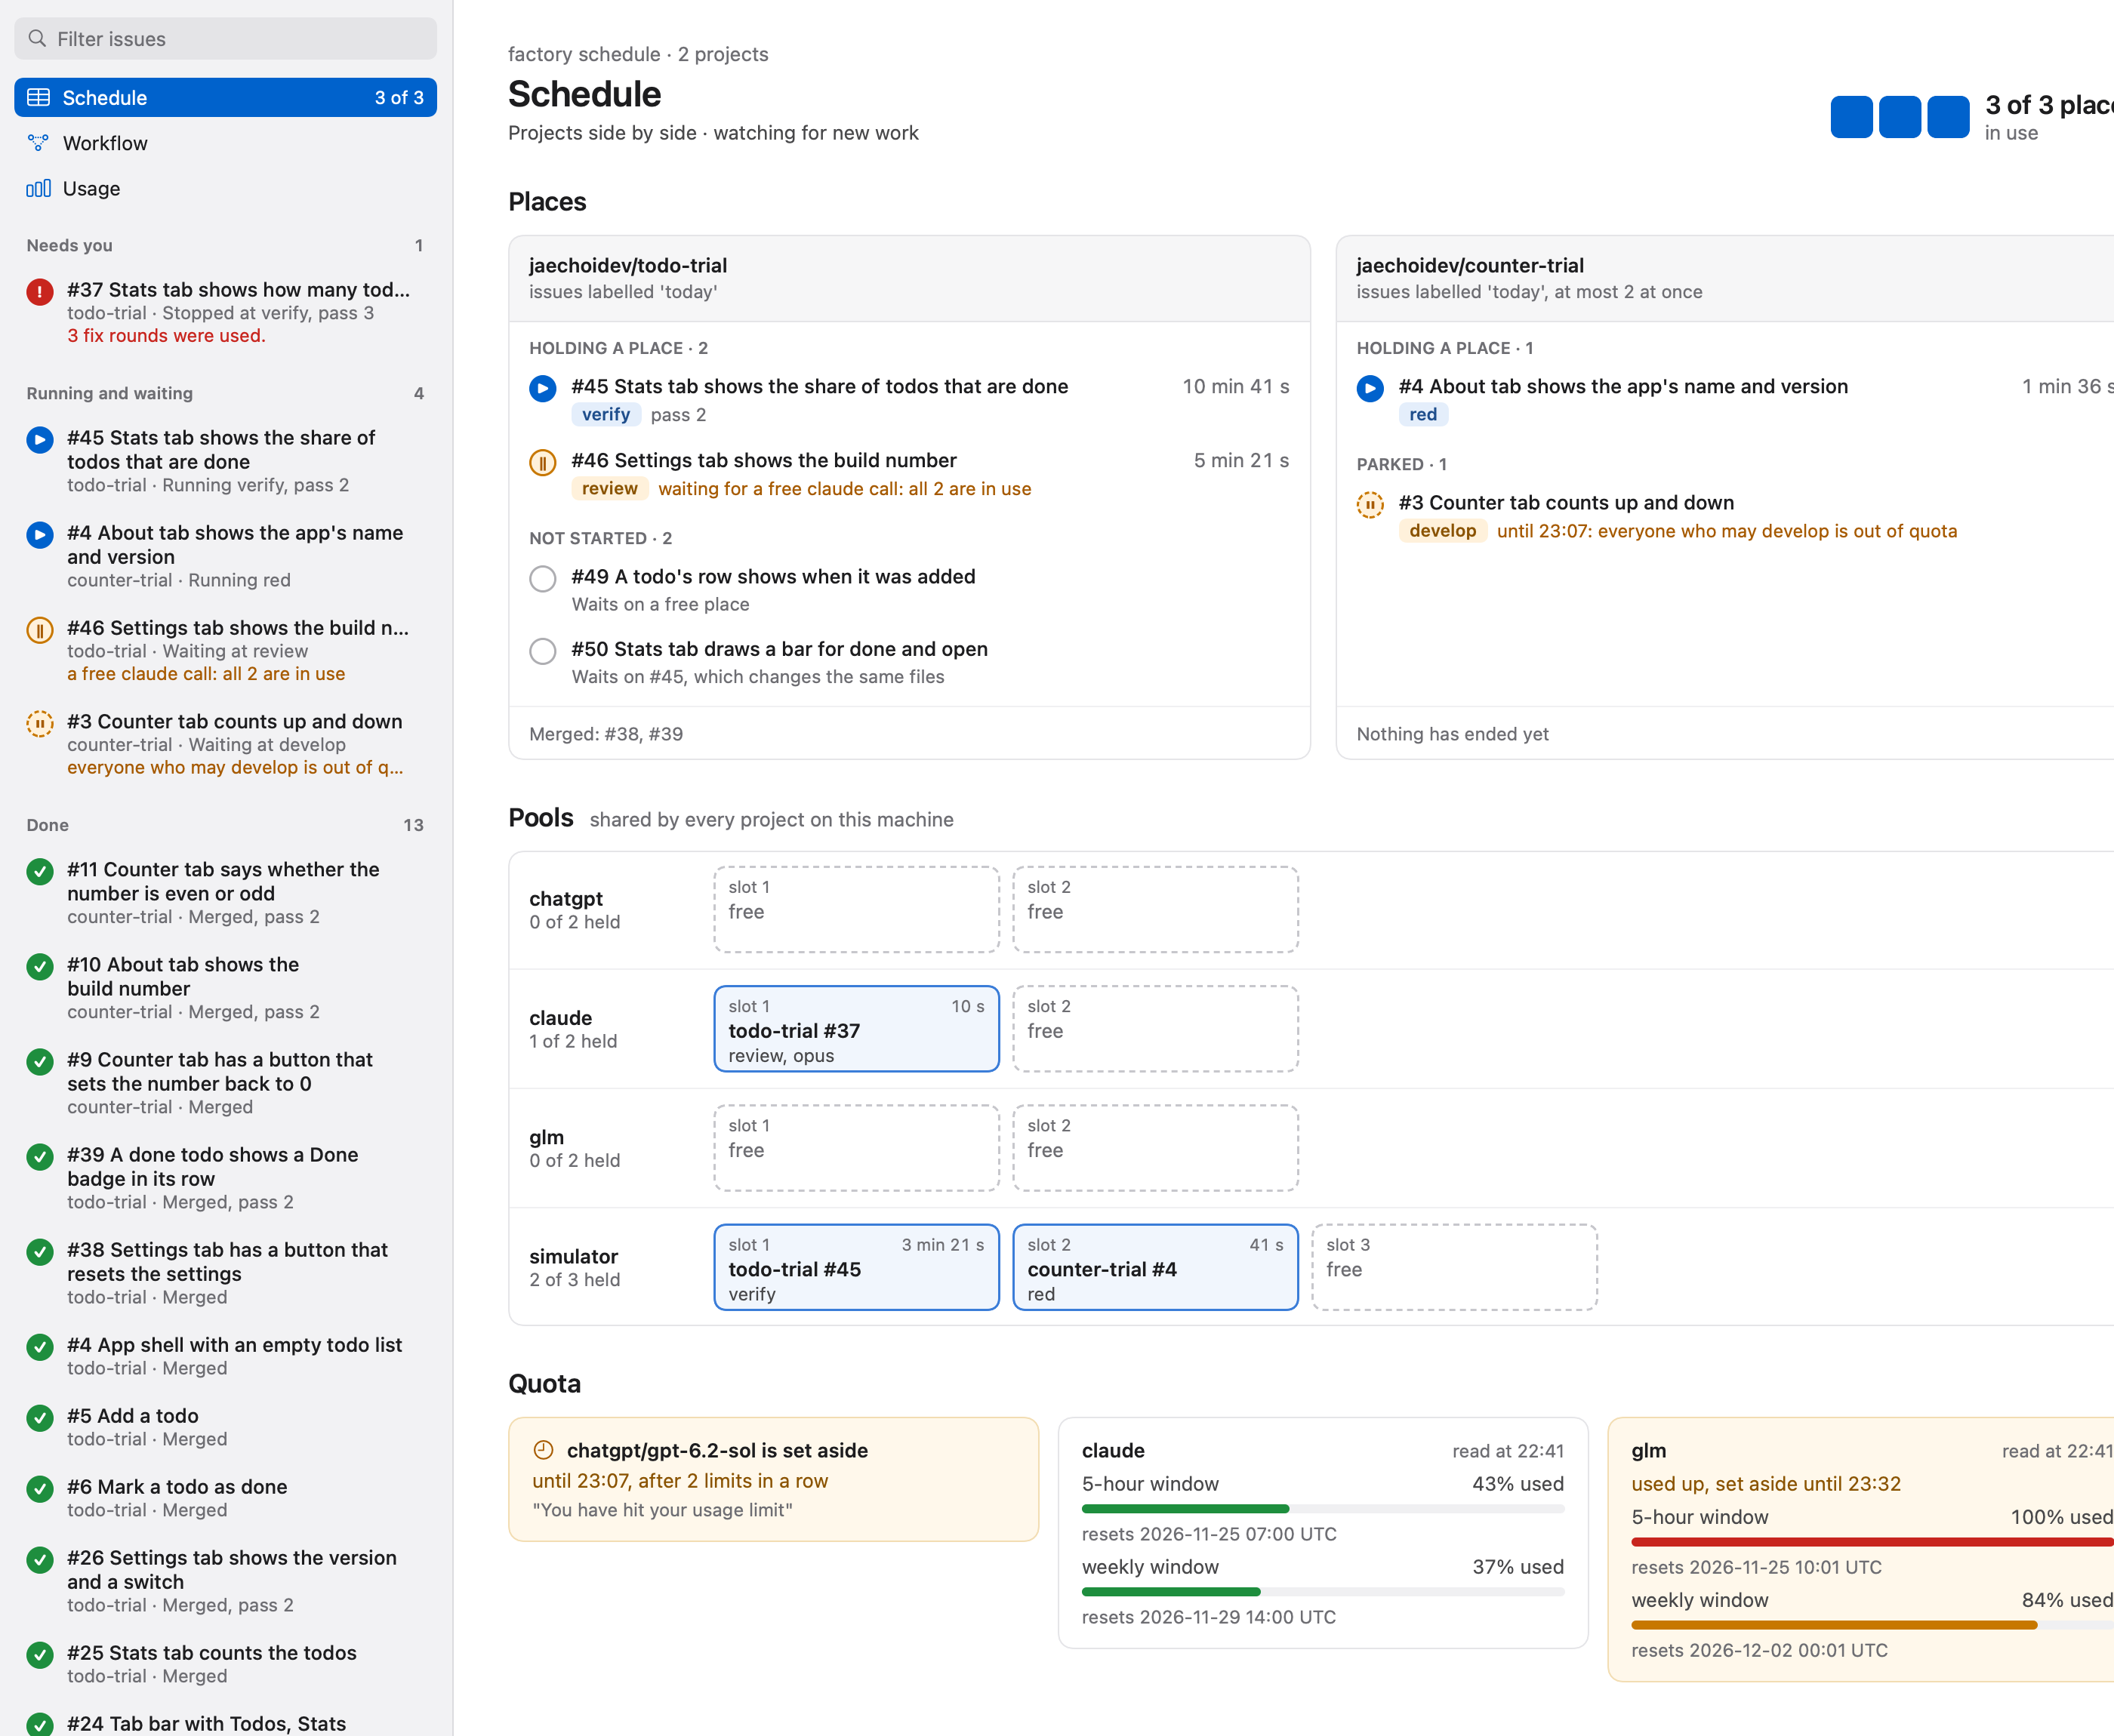 Filter issues
Schedule 3 of 3
Workflow
Usage
Needs you 1
#37 Stats tab shows how many tod...
todo-trial · Stopped at verify, pass 3
3 fix rounds were used.
Running and waiting 4
#45 Stats tab shows the share of
todos that are done
todo-trial · Running verify, pass 2
#4 About tab shows the app's name
and version
counter-trial · Running red
#46 Settings tab shows the build n...
todo-trial · Waiting at review
a free claude call: all 2 are in use
#3 Counter tab counts up and down
counter-trial · Waiting at develop
everyone who may develop is out of q...
Done 13
#11 Counter tab says whether the
number is even or odd
counter-trial · Merged, pass 2
#10 About tab shows the
build number
counter-trial · Merged, pass 2
#9 Counter tab has a button that
sets the number back to 0
counter-trial · Merged
#39 A done todo shows a Done
badge in its row
todo-trial · Merged, pass 2
#38 Settings tab has a button that
resets the settings
todo-trial · Merged
#4 App shell with an empty todo list
todo-trial · Merged
#5 Add a todo
todo-trial · Merged
#6 Mark a todo as done
todo-trial · Merged
#26 Settings tab shows the version
and a switch
todo-trial · Merged, pass 2
#25 Stats tab counts the todos
todo-trial · Merged
#24 Tab bar with Todos, Stats
factory schedule · 2 projects
Schedule
Projects side by side · watching for new work
3 of 3
in use
Places
jaechoidev/todo-trial
issues labelled 'today'
HOLDING A PLACE · 2
#45 Stats tab shows the share of todos that are done 10 min 41 s
verify pass 2
#46 Settings tab shows the build number 5 min 21 s
review waiting for a free claude call: all 2 are in use
NOT STARTED · 2
#49 A todo's row shows when it was added
Waits on a free place
#50 Stats tab draws a bar for done and open
Waits on #45, which changes the same files
Merged: #38, #39
jaechoidev/counter-trial
issues labelled 'today', at most 2 at once
HOLDING A PLACE · 1
#4 About tab shows the app's name and version 1 min 36 s
red
PARKED · 1
#3 Counter tab counts up and down
develop until 23:07: everyone who may develop is out of quota
Nothing has ended yet
Pools shared by every project on this machine
chatgpt
0 of 2 held
slot 1
free
slot 2
free
claude
1 of 2 held
slot 1 10 s
todo-trial #37
review, opus
slot 2
free
glm
0 of 2 held
slot 1
free
slot 2
free
simulator
2 of 3 held
slot 1 3 min 21 s
todo-trial #45
verify
slot 2 41 s
counter-trial #4
red
slot 3
free
Quota
chatgpt/gpt-6.2-sol is set aside
until 23:07, after 2 limits in a row
"You have hit your usage limit"
claude read at 22:41
5-hour window 43% used
resets 2026-11-25 07:00 UTC
weekly window 37% used
resets 2026-11-29 14:00 UTC
glm read at 22:41
used up, set aside until 23:32
5-hour window 100% used
resets 2026-11-25 10:01 UTC
weekly window 84% used
resets 2026-12-02 00:01 UTC